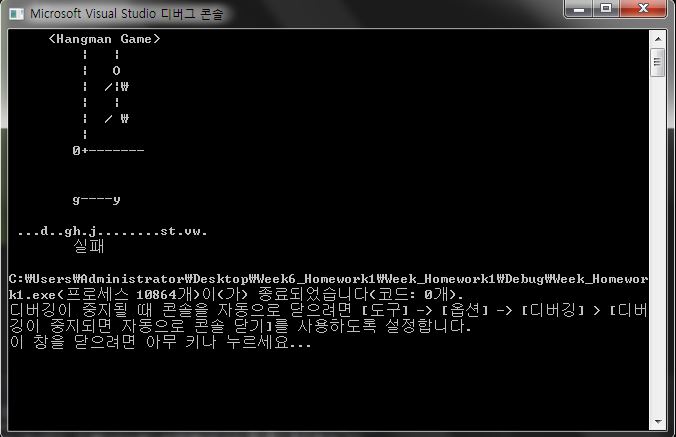 Microsoft Visual Studio 디버그 콘솔
<Hangman Game>
¦ ¦
¦ O
¦ /¦₩
¦ ¦
¦ / ₩
¦
0+-------
g----y
...d..gh.j........st.vw.
실패
C:₩Users₩Administrator₩Desktop₩Week6_Homework1₩Week_Homework1₩Debug₩Week_Homewor
k1.exe(프로세스 10864개)이(가) 종료되었습니다(코드: 0개).
디버깅이 중지될 때 콘솔을 자동으로 닫으려면 [도구] -> [옵션] -> [디버깅] > [디버
깅이 중지되면 자동으로 콘솔 닫기]를 사용하도록 설정합니다.
이 창을 닫으려면 아무 키나 누르세요...